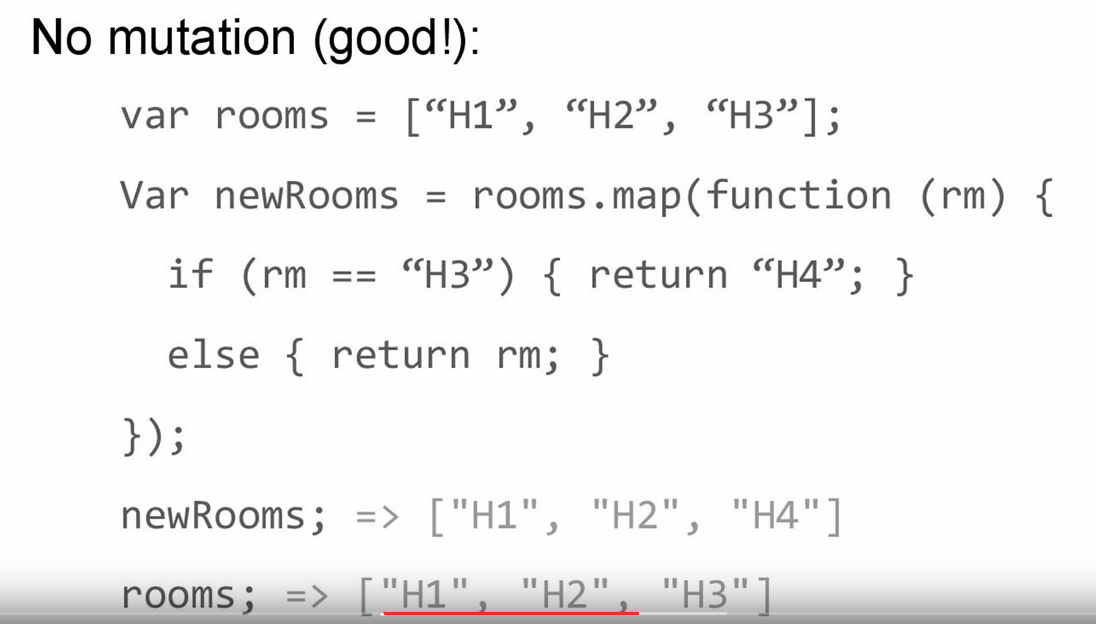 No mutation (good!):
var rooms = [“H1”, “H2”, “H3”];
Var newRooms = rooms.map(function (rm) {
if (rm == “H3”) { return “H4”; }
else { return rm; }
});
newRooms; => ["H1", "H2", "H4"]
rooms; => ["H1", "H2", "H3"]